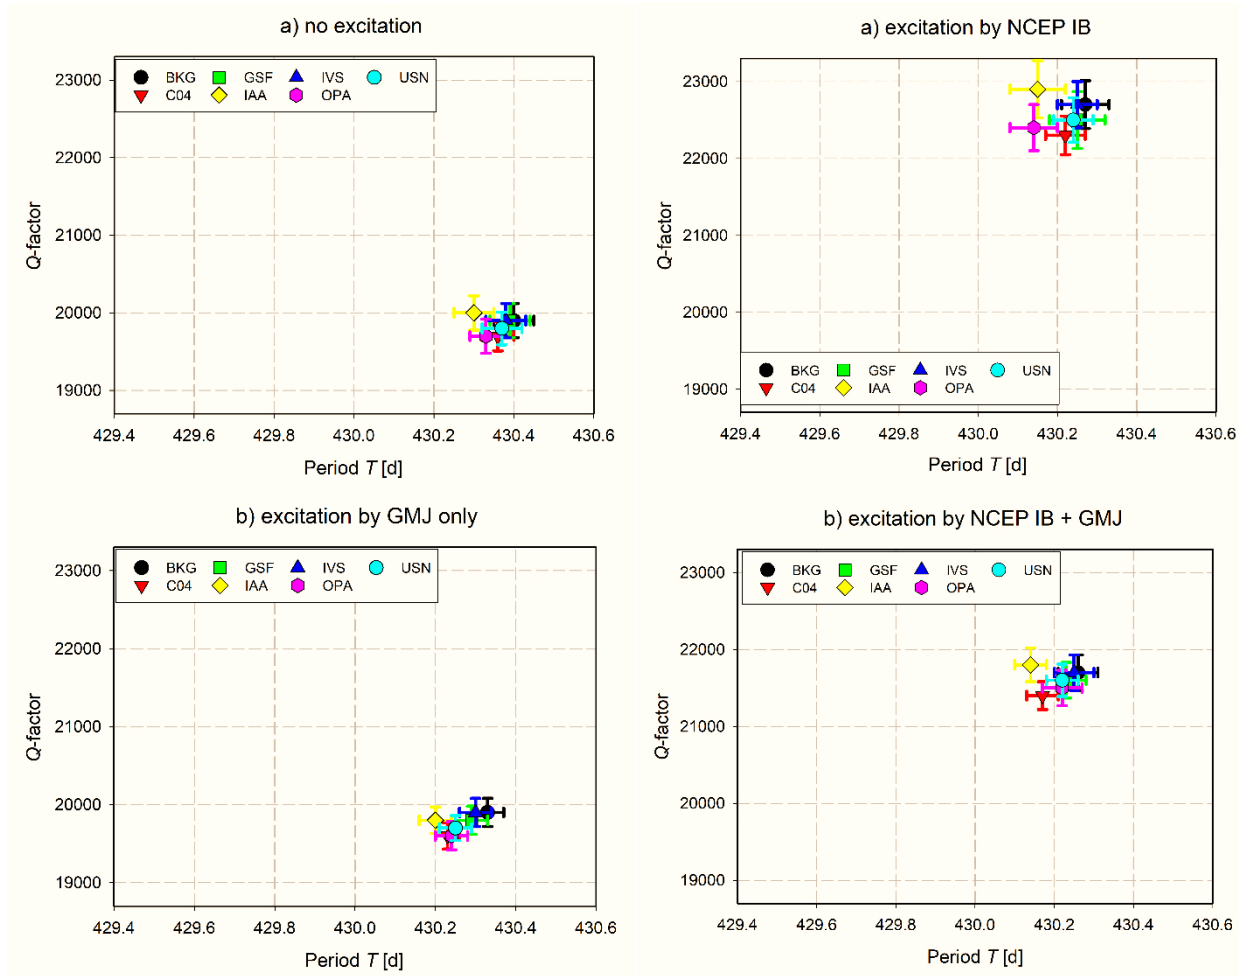 a) no excitation
BKG GSF IVS USN
C04 IAA OPA
23000
22000
21000
20000
19000
Q-factor
429.4 429.6 429.8 430.0 430.2 430.4 430.6
Period T [d]
a) excitation by NCEP IB
23000
22000
21000
20000
19000
Q-factor
BKG GSF IVS USN
C04 IAA OPA
429.4 429.6 429.8 430.0 430.2 430.4 430.6
Period T [d]
b) excitation by GMJ only
BKG GSF IVS USN
C04 IAA OPA
23000
22000
21000
20000
19000
Q-factor
429.4 429.6 429.8 430.0 430.2 430.4 430.6
Period T [d]
b) excitation by NCEP IB + GMJ
BKG GSF IVS USN
C04 IAA OPA
23000
22000
21000
20000
19000
Q-factor
429.4 429.6 429.8 430.0 430.2 430.4 430.6
Period T [d]